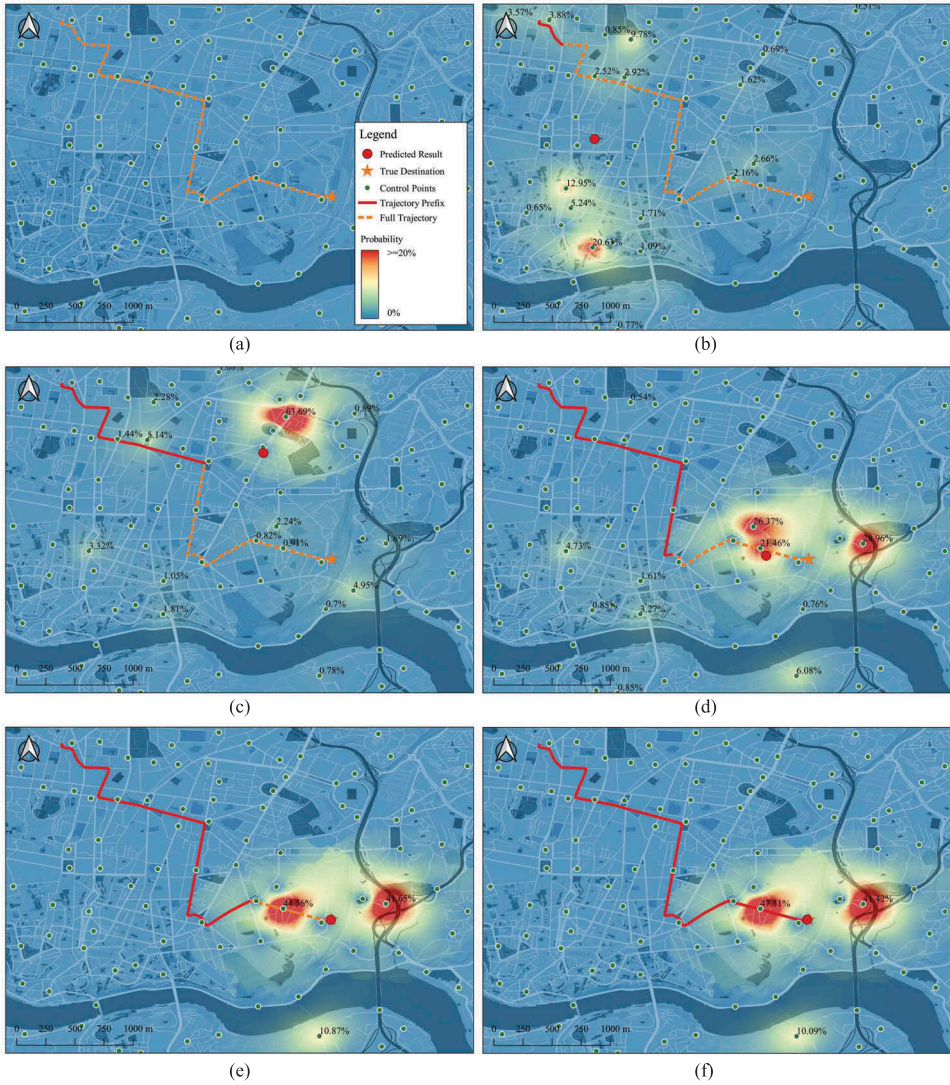 Legend
Predicted Result
True Destination
Control Points
Trajectory Prefix
Full Trajectory
Probability
>=20%
0%
0 250 500 750 1000 m
(a)
3.57% 3.88%
0.85% 9.78%
0.51%
0.69%
2.52%
1.62%
2.66%
2.16%
12.95%
5.24%
0.65%
1.71%
1.09%
0 250 500 750 1000 m
0.77%
(b)
2.28%
0.89%
63.69%
1.44% 5.14%
2.24%
0.82% 0.91%
1.89%
3.32%
1.05%
4.95%
0.7%
1.81%
0.78%
0 250 500 750 1000 m
(c)
0.54%
26.37%
21.46%
4.73%
1.61%
0.76%
0.85% 3.27%
6.08%
0 250 500 750 1000 m
0.85%
(d)
10.87%
0 250 500 750 1000 m
(e)
10.09%
0 250 500 750 1000 m
(f)